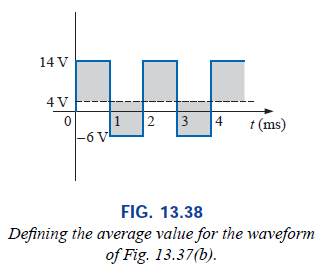 14 V
4 V
0
–6 V
1 2 3 4 t (ms)
FIG. 13.38
Defining the average value for the waveform
of Fig. 13.37(b).